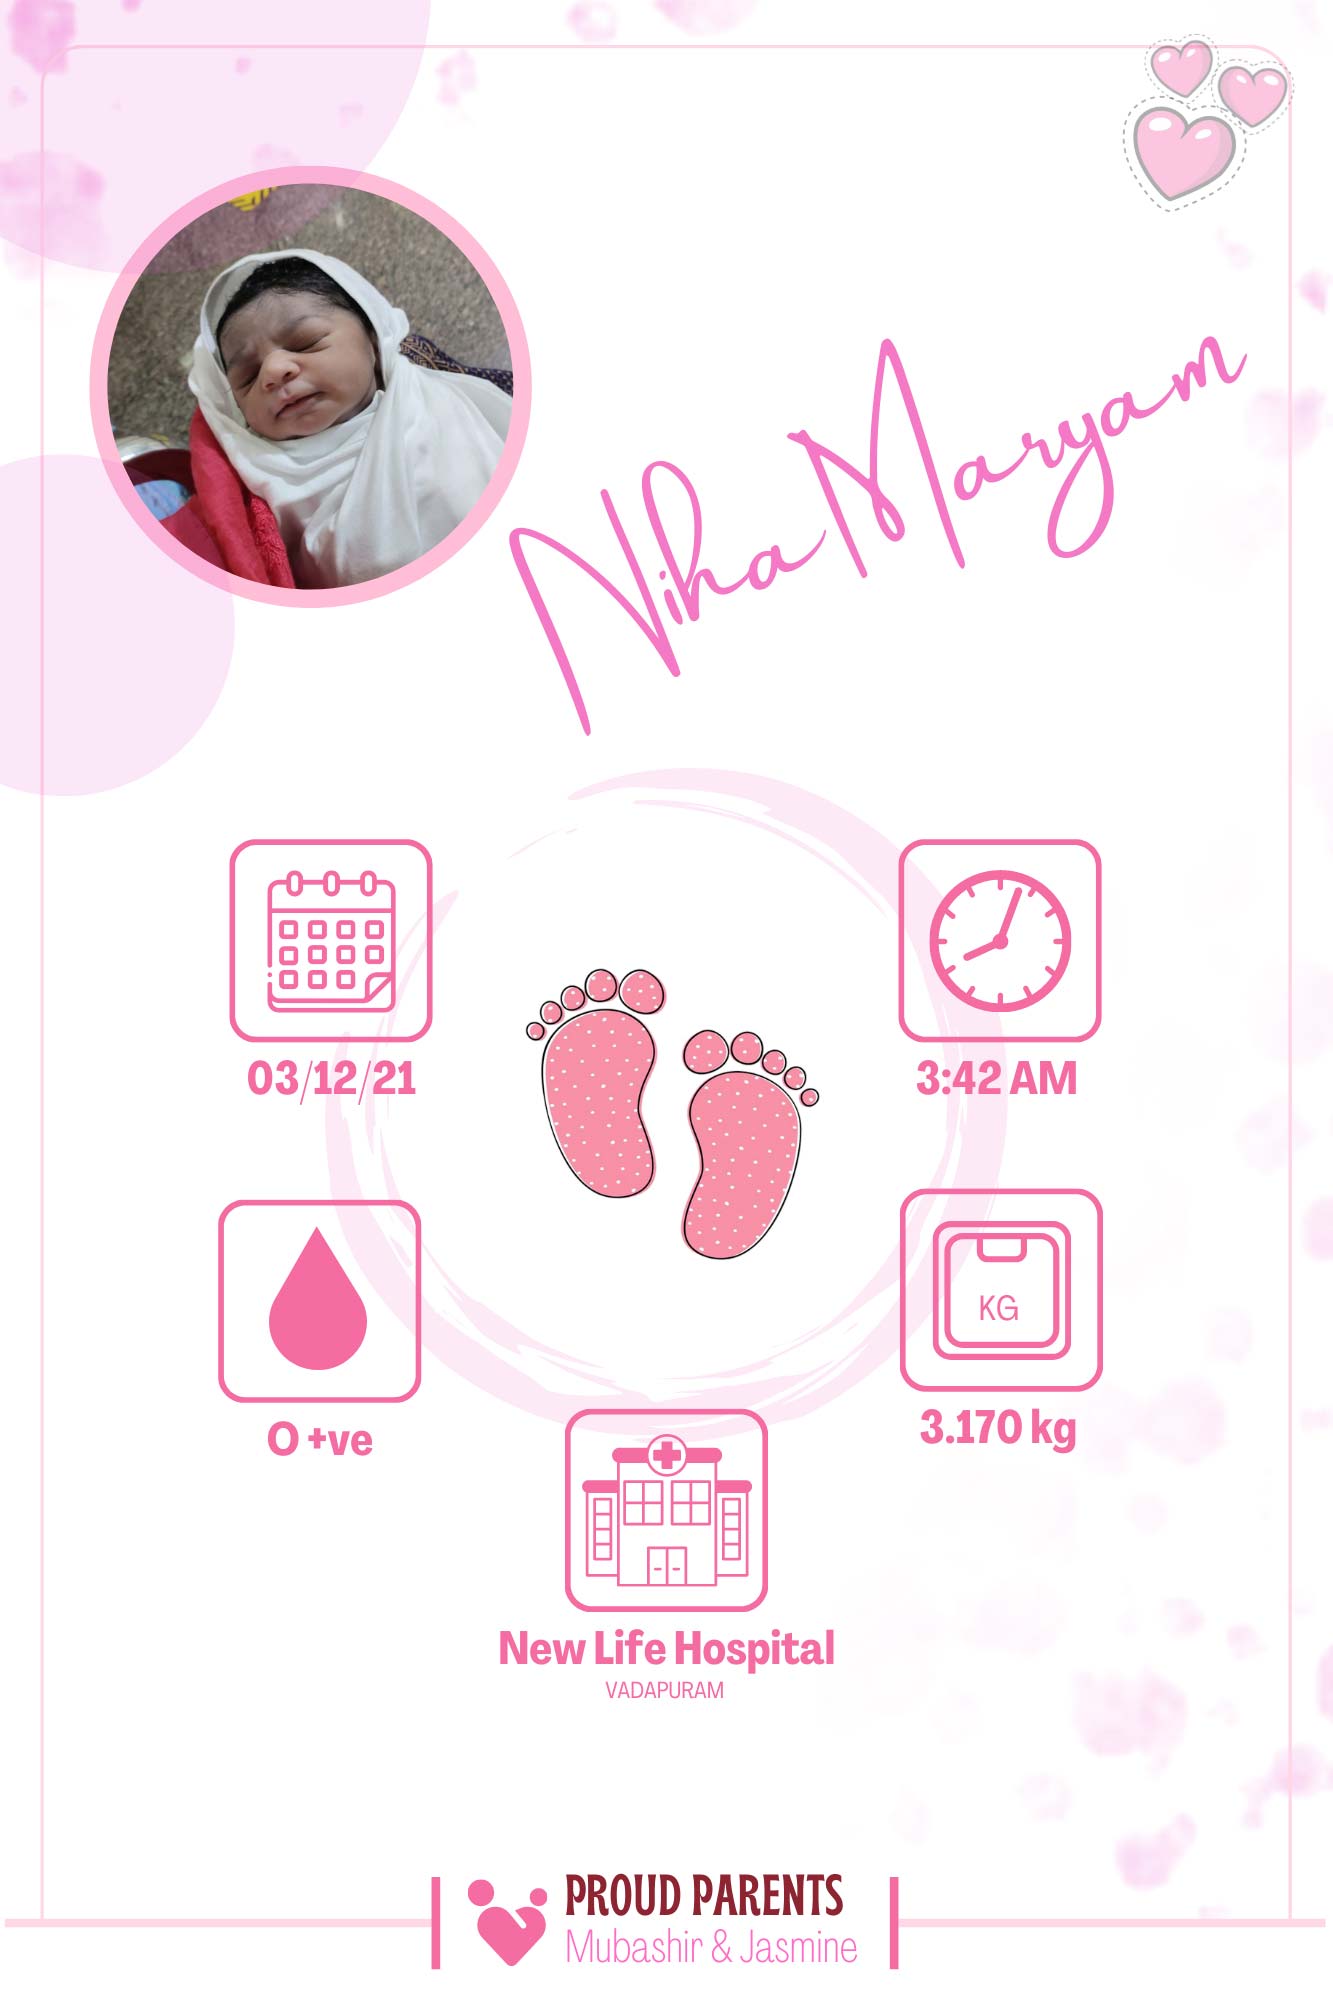 Niha Maryam
03/12/21
3:42 AM
O +ve
KG
3.170 kg
New Life Hospital
VADAPURAM
PROUD PARENTS
Mubashir & Jasmine